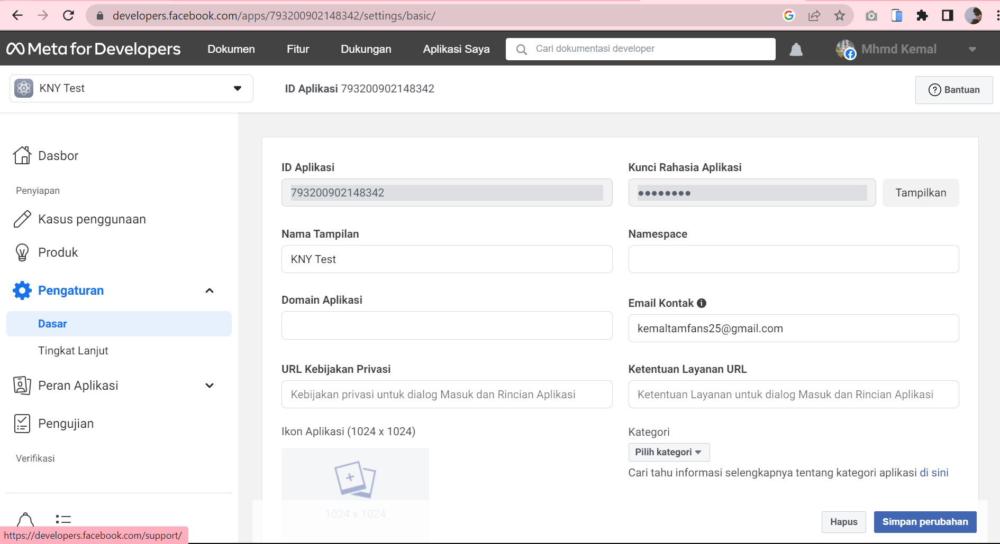 developers.facebook.com/apps/793200902148342/settings/basic/
Meta for Developers
Dokumen
Fitur
Dukungan
Aplikasi Saya
Cari dokumentasi developer
Mhmd Kemal
KNY Test
ID Aplikasi 793200902148342
Bantuan
Dasbor
Penyiapan
Kasus penggunaan
Produk
Pengaturan
Dasar
Tingkat Lanjut
Peran Aplikasi
Pengujian
Verifikasi
ID Aplikasi
793200902148342
Kunci Rahasia Aplikasi
••••••••
Tampilkan
Nama Tampilan
KNY Test
Namespace
Domain Aplikasi
Email Kontak
kemaltamfans25@gmail.com
URL Kebijakan Privasi
Kebijakan privasi untuk dialog Masuk dan Rincian Aplikasi
Ketentuan Layanan URL
Ketentuan Layanan untuk dialog Masuk dan Rincian Aplikasi
Ikon Aplikasi (1024 x 1024)
1024 x 1024
Kategori
Pilih kategori
Cari tahu informasi selengkapnya tentang kategori aplikasi di sini
Hapus
Simpan perubahan
https://developers.facebook.com/support/